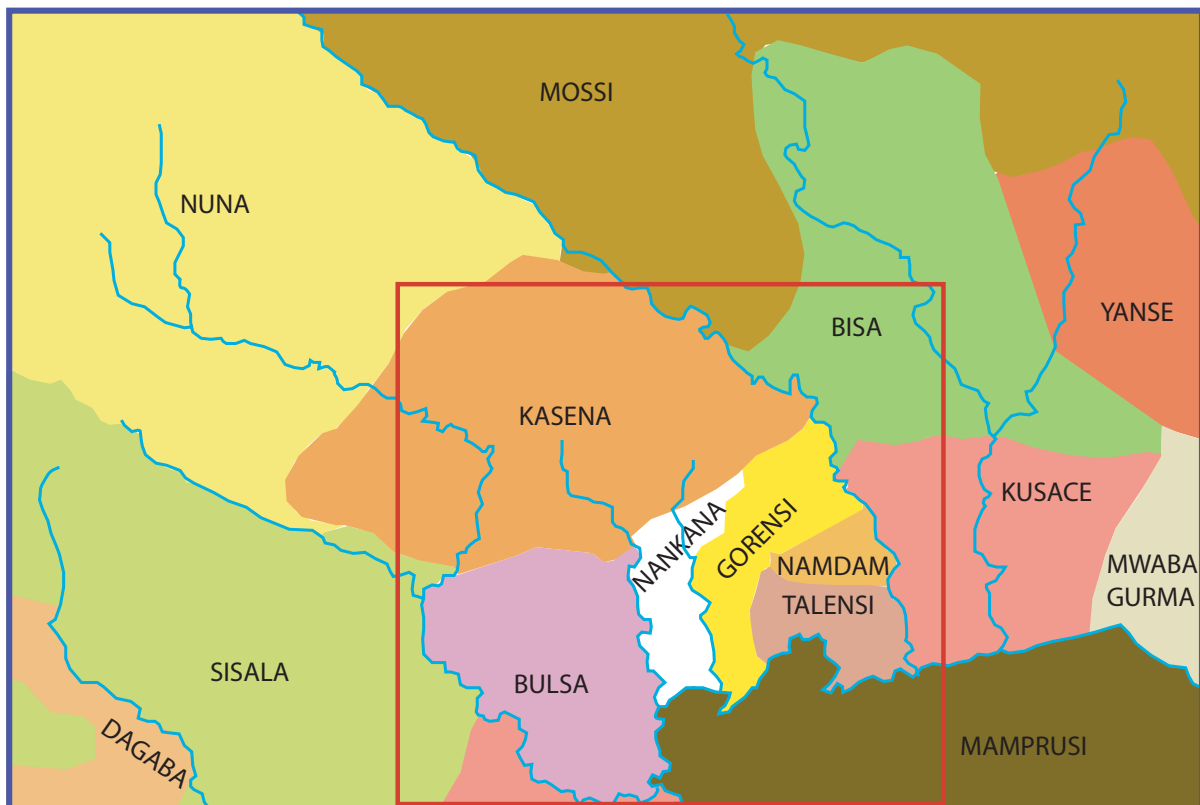 MOSSI
NUNA
YANSE
BISA
KASENA
KUSACE
NANKANA
GORENSI
NAMDAM
MWABA
GURMA
TALENSI
SISALA
BULSA
DAGABA
MAMPRUSI